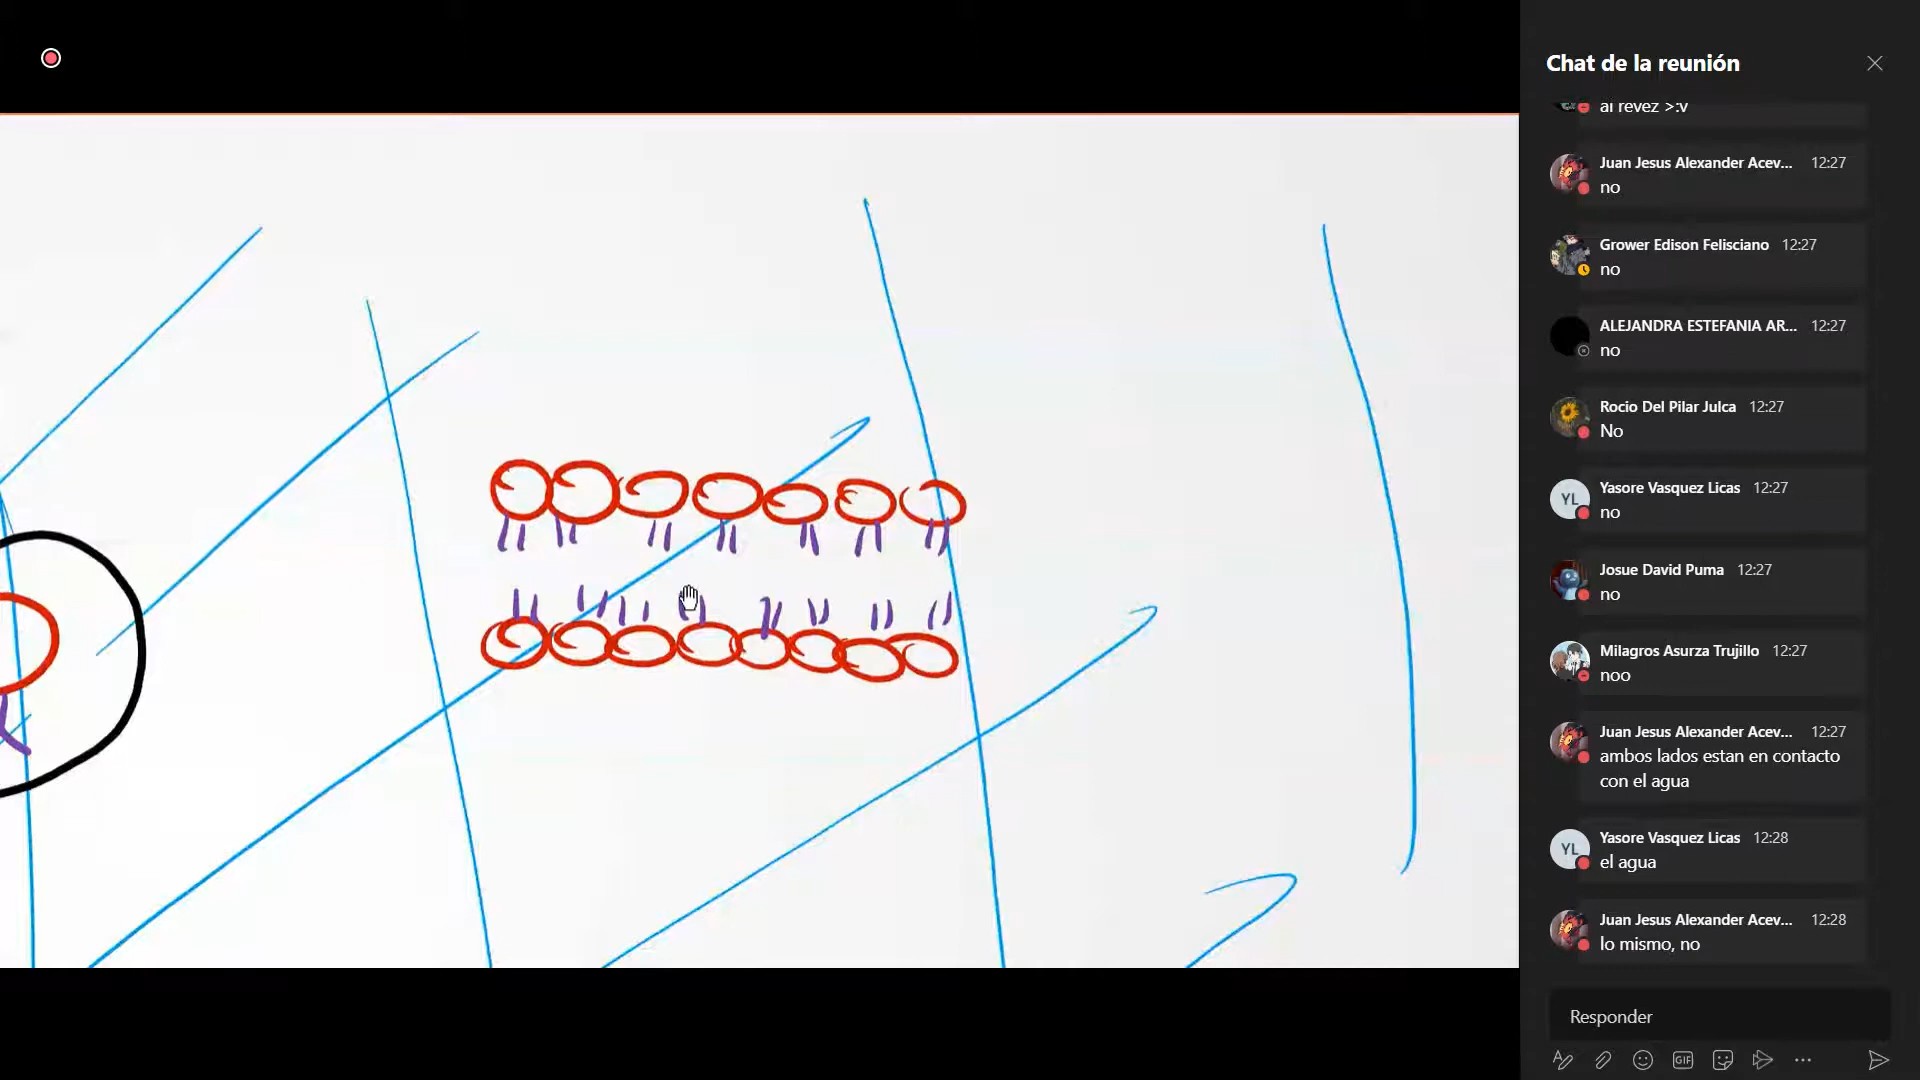 Chat de la reunión
al revez >:v
Juan Jesus Alexander Acev... 12:27
no
Grower Edison Felisciano 12:27
no
ALEJANDRA ESTEFANIA AR... 12:27
no
Rocio Del Pilar Julca 12:27
No
YL
Yasore Vasquez Licas 12:27
no
Josue David Puma 12:27
no
Milagros Asurza Trujillo 12:27
noo
Juan Jesus Alexander Acev... 12:27
ambos lados estan en contacto
con el agua
YL
Yasore Vasquez Licas 12:28
el agua
Juan Jesus Alexander Acev... 12:28
lo mismo, no
Responder
GIF